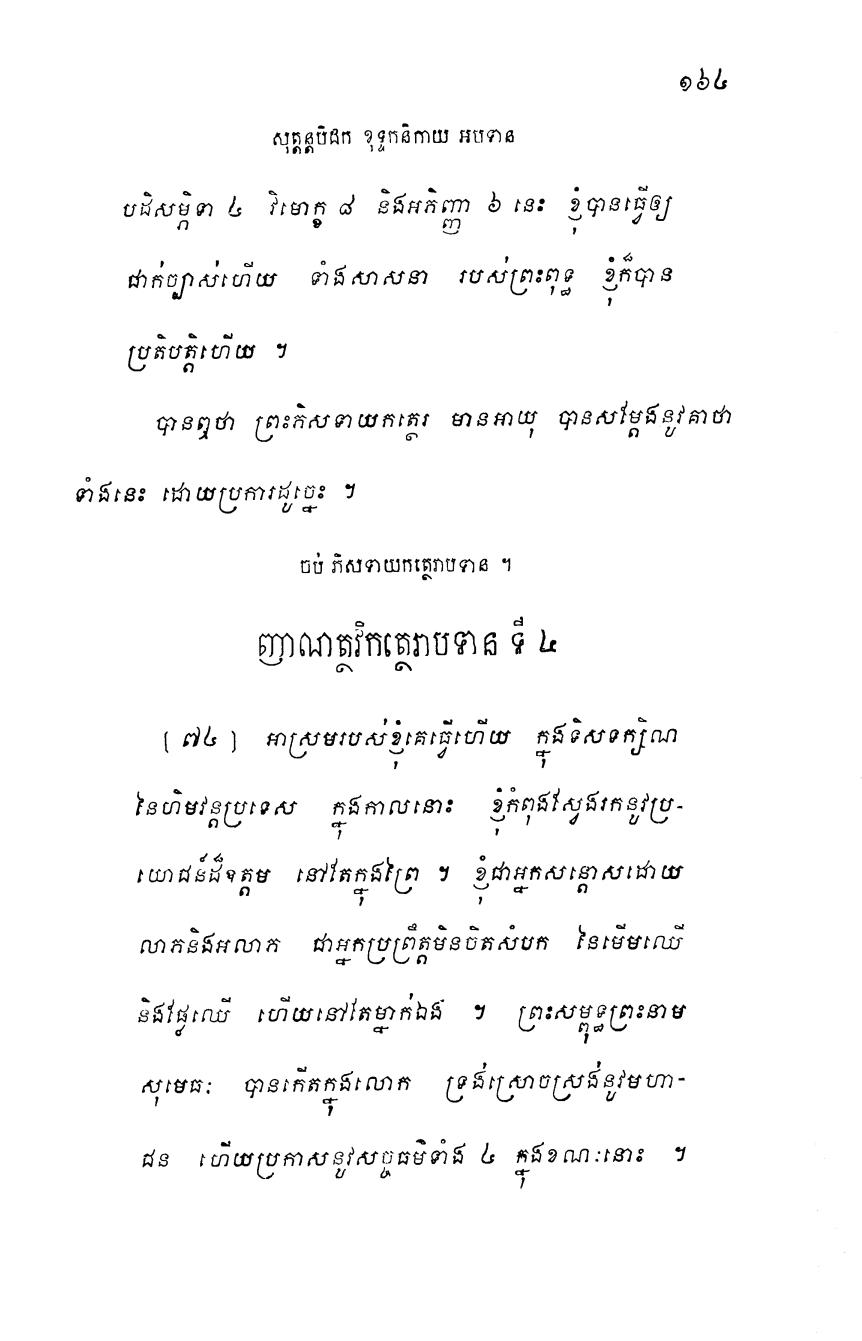 ១៦៤
សុត្តន្តបិដក ខុទ្ទកនិកាយ អបទាន
បដិសម្ភិទា ៤ វិមោក្ខ ៨ និងអភិញ្ញា ៦ នេះ ខ្ញុំបានធ្វើឲ្យ
ជាក់ច្បាស់ហើយ ទាំងសាសនា របស់ព្រះពុទ្ធ ខ្ញុំក៏បាន
ប្រតិបត្តិហើយ ។
បានឮថា ព្រះភិសទាយកត្ថេរ មានអាយុ បានសម្តែងនូវគាថា
ទាំងនេះ ដោយប្រការដូច្នេះ ។
ចប់ ភិសទាយកត្ថេរាបទាន ។
ញាណត្ថវិកត្ថេរាបទាន ទី ៤
[ ៧៤ ] អាស្រមរបស់ខ្ញុំគេធ្វើហើយ ក្នុងទិសទក្សិណ
នៃហិមវន្តប្រទេស ក្នុងកាលនោះ ខ្ញុំកំពុងស្វែងរកនូវប្រ-
យោជន៍ដ៏ឧត្តម នៅតែក្នុងព្រៃ ។ ខ្ញុំជាអ្នកសន្តោសដោយ
លាភនិងអលាភ ជាអ្នកប្រព្រឹត្តមិនចិតសំបក នៃមើមឈើ
និងផ្លែឈើ ហើយនៅតែម្នាក់ឯង ។ ព្រះសម្ពុទ្ធព្រះនាម
សុមេធៈ បានកើតក្នុងលោក ទ្រង់ស្រោចស្រង់នូវមហា-
ជន ហើយប្រកាសនូវសច្ចធម៌ទាំង ៤ ក្នុងខណៈនោះ ។